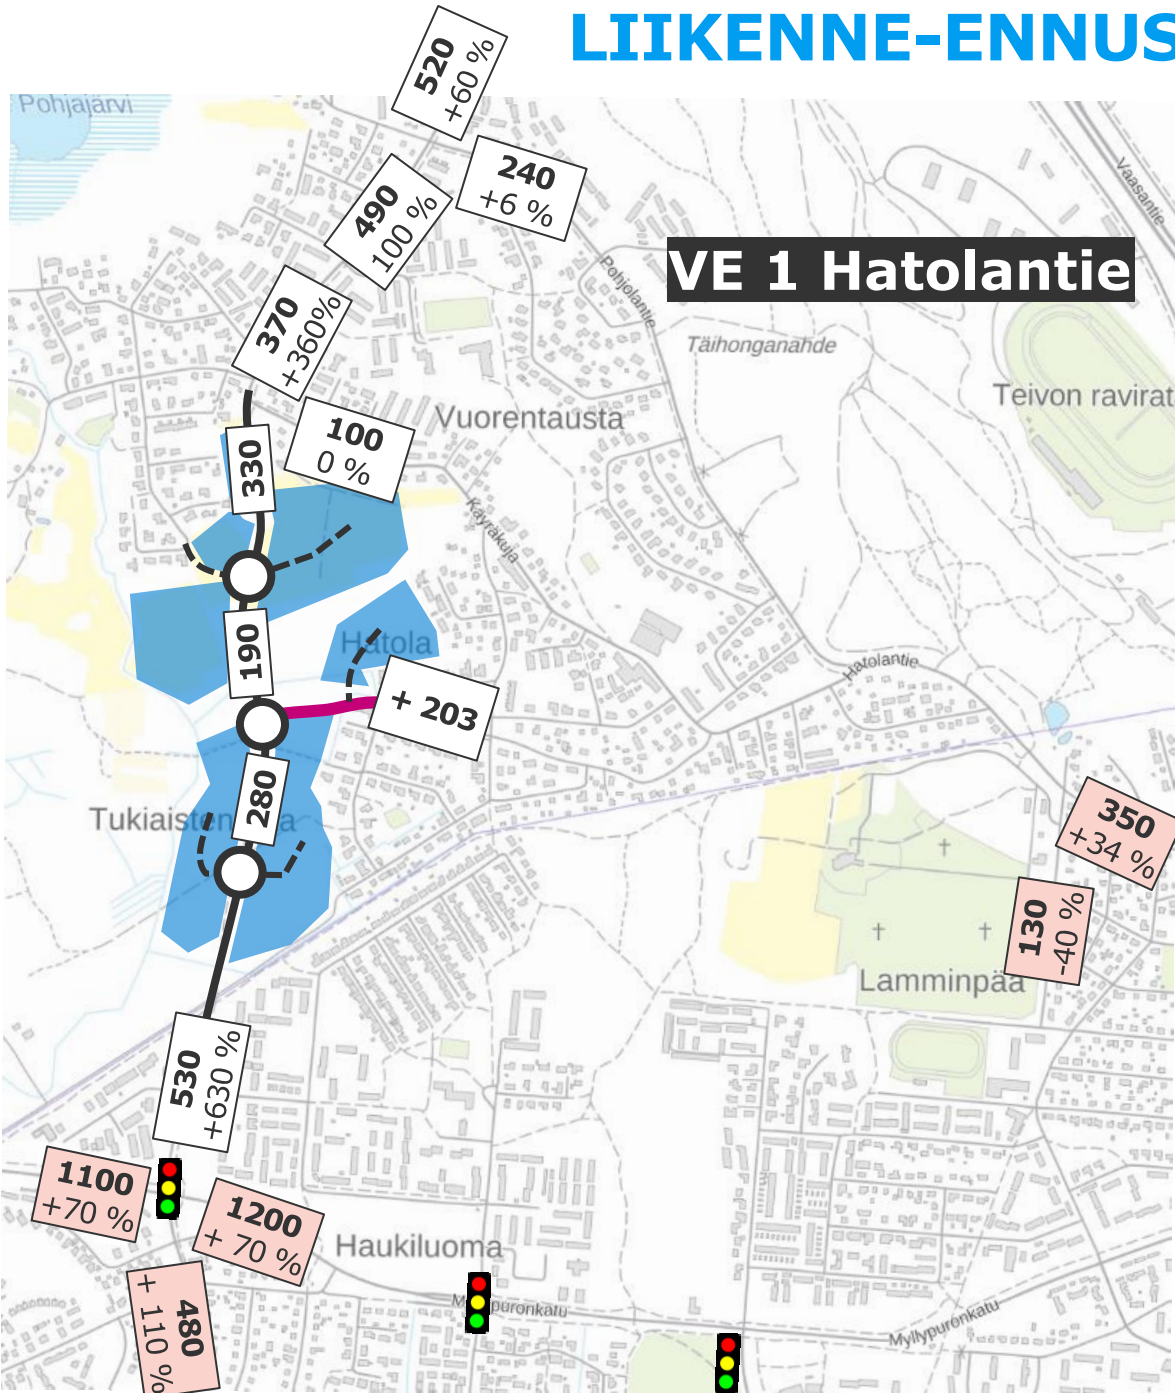 LIIKENNE-ENNUS
520
+60 %
Pohjajärvi
240
+6 %
490
100 %
Vaasantie
VE 1 Hatolantie
Pohjolantie
370
+360%
Täihonganahde
Teivon ravirat
Vuorentausta
100
0 %
330
Käyräkuja
190
Hatola
Hatolantie
+ 203
280
350
+34 %
130
-40 %
Lamminpää
530
+630 %
1100
+70 %
1200
+ 70 %
Haukiluoma
480
+ 110 %
Myllypuronkatu